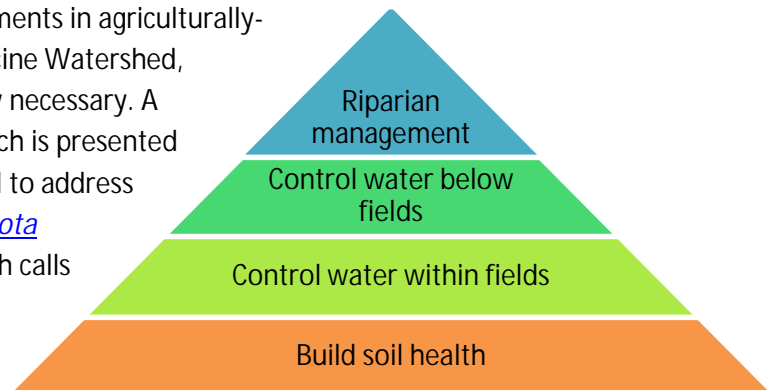 ments in agriculturally-
cine Watershed,
necessary. A
ch is presented
to address
ota
h calls
Riparian
management
Control water below
fields
Control water within fields
Build soil health